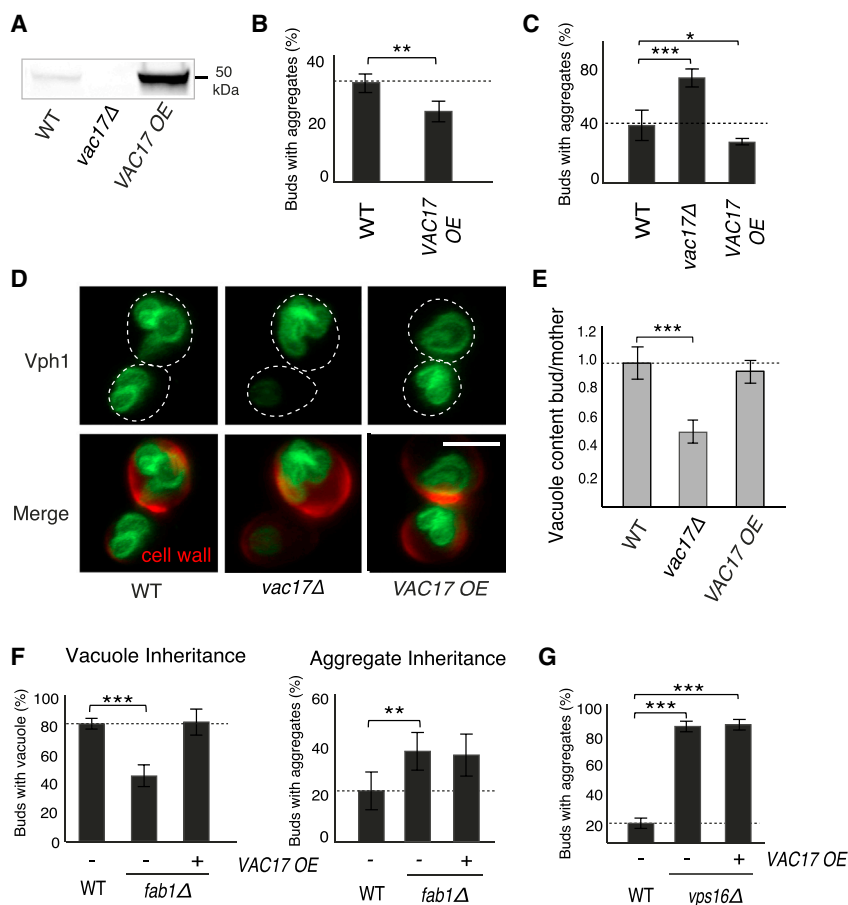 A
50
kDa
WT
vac17Δ
VAC17 OE
B
Buds with aggregates (%)
40
20
0
**
WT
VAC17
OE
C
Buds with aggregates (%)
80
40
0
*
***
WT
vac17Δ
VAC17
OE
D
Vph1
Merge
cell wall
WT
vac17Δ
VAC17 OE
E
Vacuole content bud/mother
1.2
1.0
0.8
0.6
0.4
0.2
***
WT
vac17Δ
VAC17 OE
F
Vacuole Inheritance
Buds with vacuole (%)
100
80
60
40
20
0
***
- - +
VAC17 OE
WT
fab1Δ
Aggregate Inheritance
Buds with aggregates (%)
60
40
20
0
**
- - +
WT
fab1Δ
G
Buds with aggregates (%)
100
80
60
40
20
***
***
- - +
VAC17 OE
WT
vps16Δ